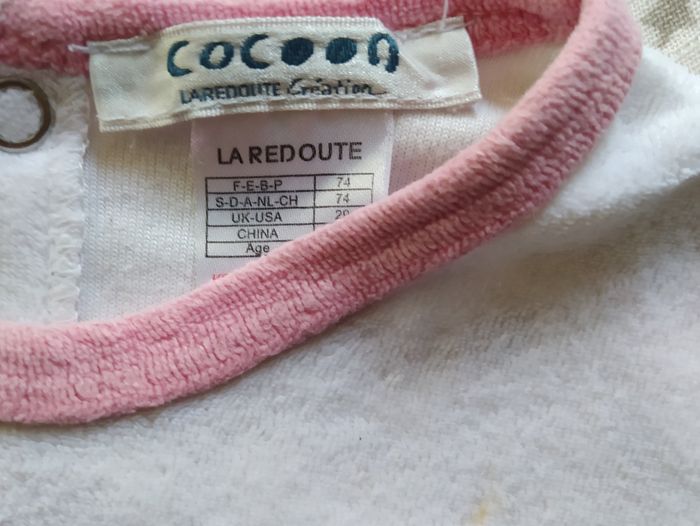 cocoon
LAREDOUTE Création
LA REDOUTE
F-E-B-P 74
S-D-A-NL-CH 74
UK-USA
CHINA
Age